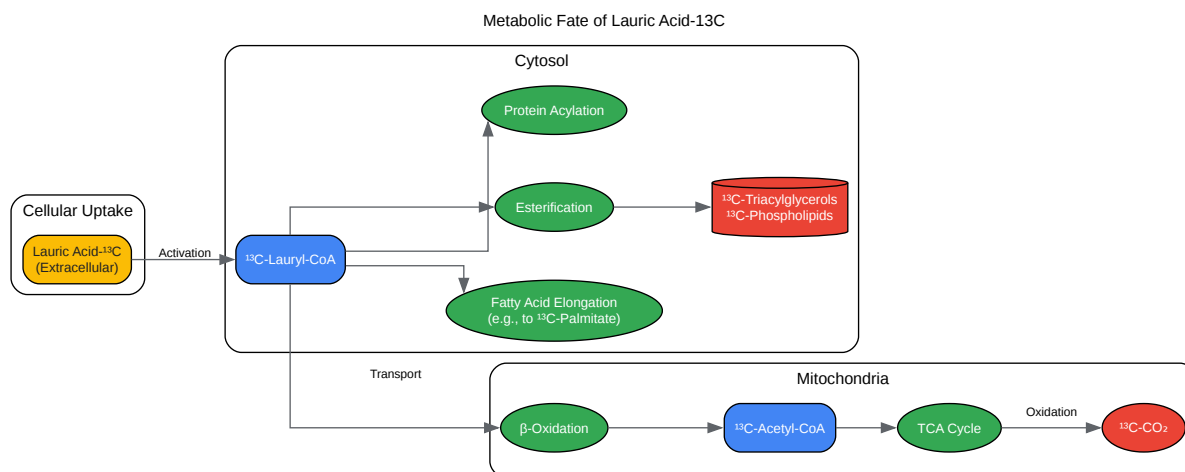 Metabolic Fate of Lauric Acid-13C
Cytosol
Protein Acylation
Cellular Uptake
Lauric Acid-¹³C
(Extracellular)
Activation
¹³C-Lauryl-CoA
Esterification
¹³C-Triacylglycerols
¹³C-Phospholipids
Fatty Acid Elongation
(e.g., to ¹³C-Palmitate)
Transport
Mitochondria
β-Oxidation
¹³C-Acetyl-CoA
TCA Cycle
Oxidation
¹³C-CO₂